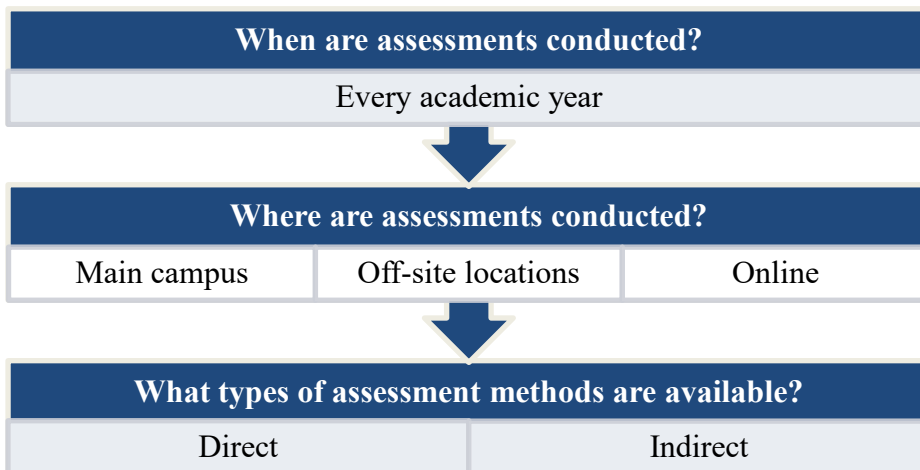 When are assessments conducted?
Every academic year
Where are assessments conducted?
Main campus
Off-site locations
Online
What types of assessment methods are available?
Direct
Indirect